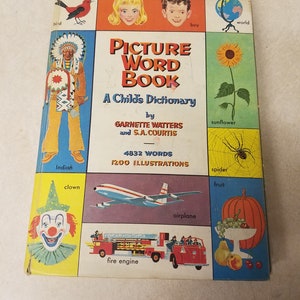 bird
boy
world
PICTURE
WORD
BOOK
A Child's Dictionary
by
GARNETTE WATTERS
and S.A. COURTIS
4832 WORDS
1200 ILLUSTRATIONS
sunflower
Indian
spider
clown
airplane
fruit
fire engine